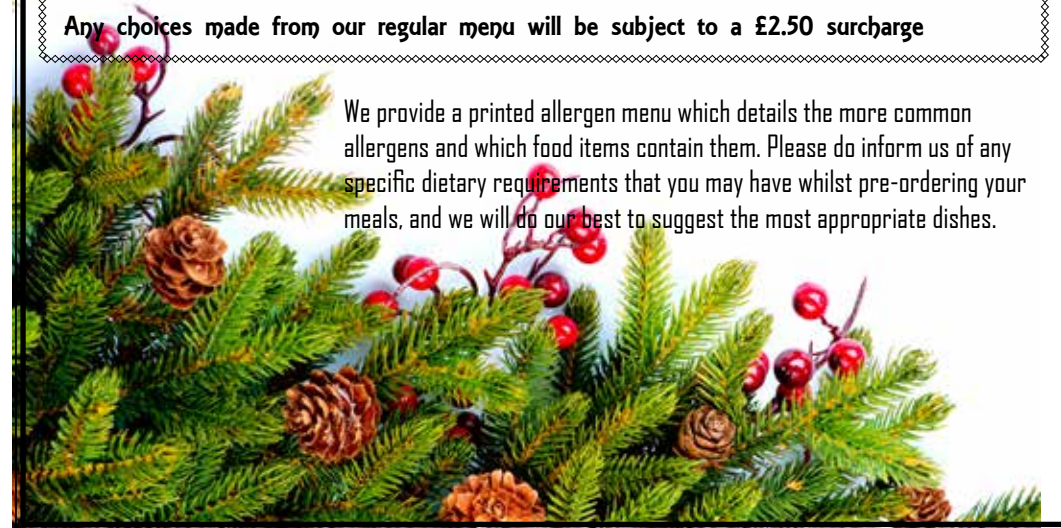 Any choices made from our regular menu will be subject to a £2.50 surcharge
We provide a printed allergen menu which details the more common
allergens and which food items contain them. Please do inform us of any
specific dietary requirements that you may have whilst pre-ordering your
meals, and we will do our best to suggest the most appropriate dishes.